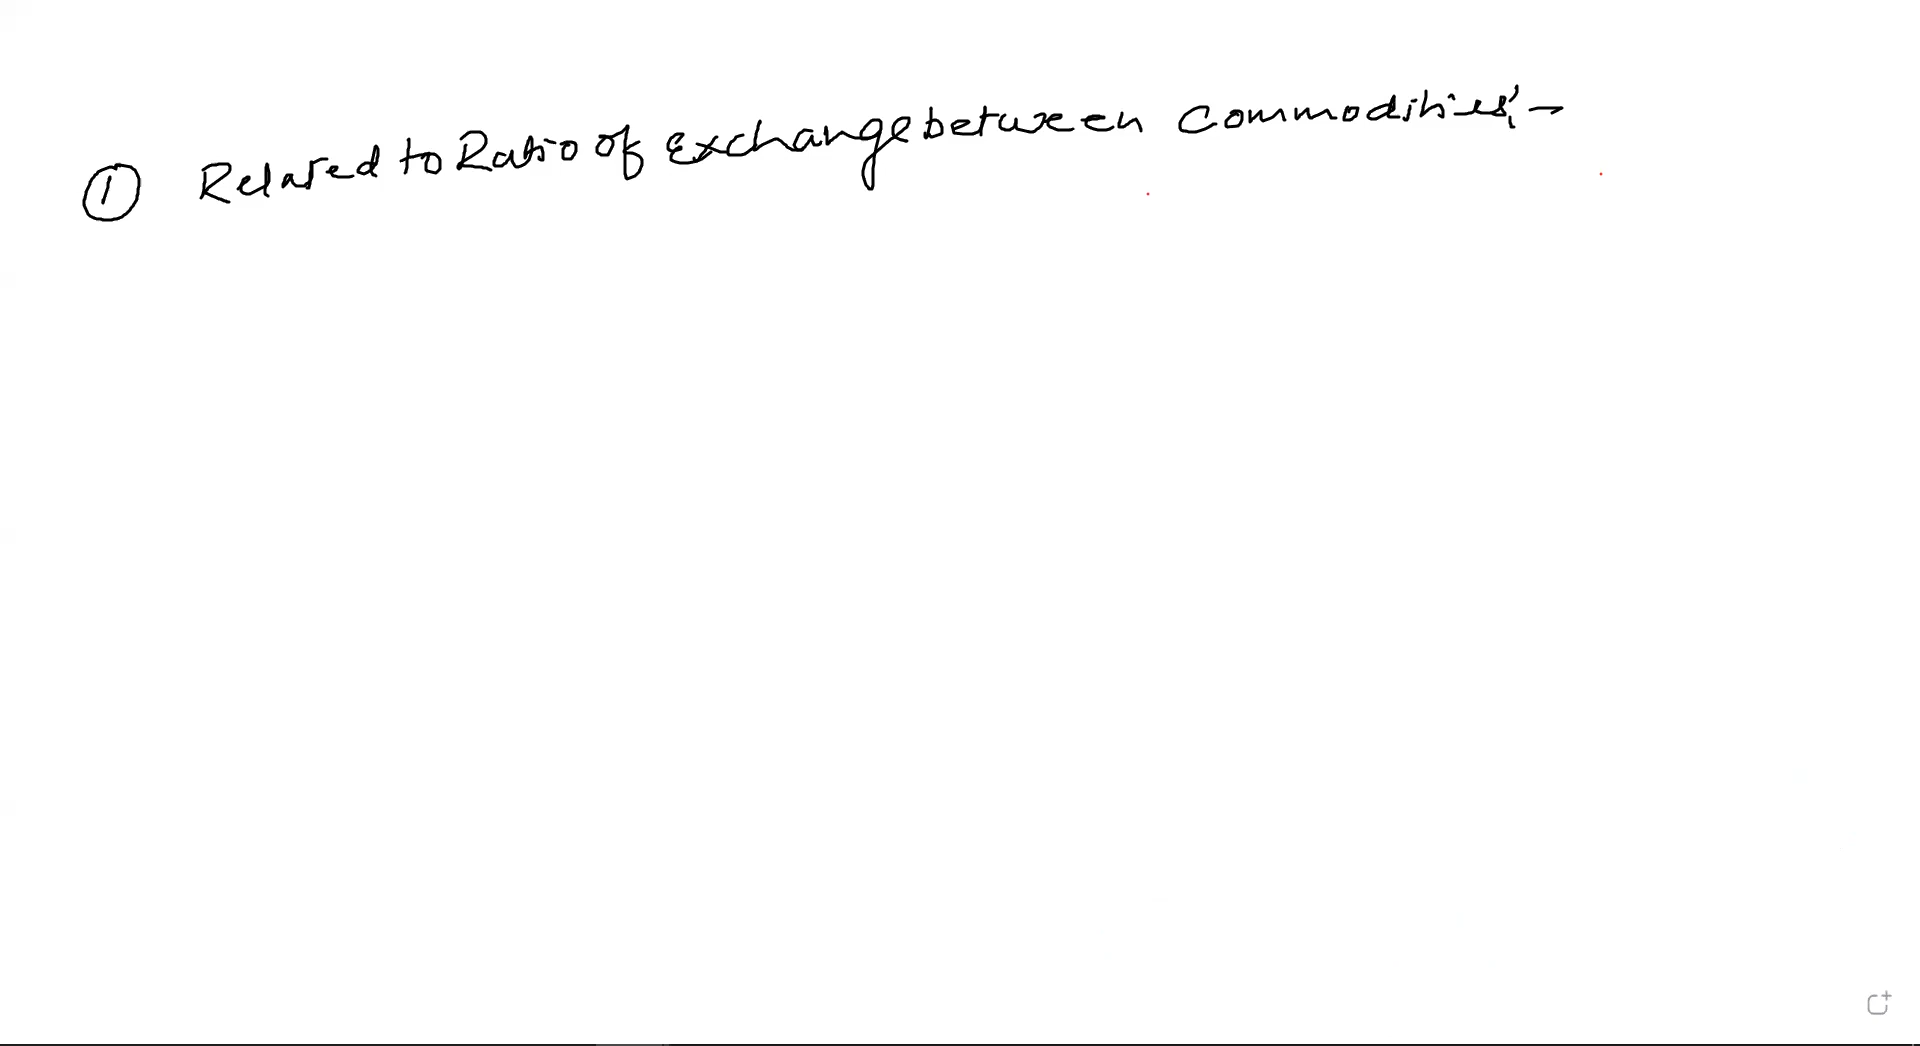 ① Related to Ratio of Exchange between Commodities:-